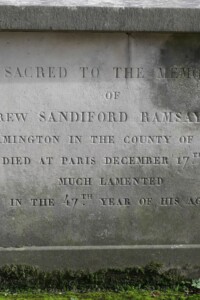 SACRED TO THE MEMO
OF
REW SANDIFORD RAMSAY
RMINGTON IN THE COUNTY OF
DIED AT PARIS DECEMBER 17TH
MUCH LAMENTED
IN THE 47TH YEAR OF HIS AG